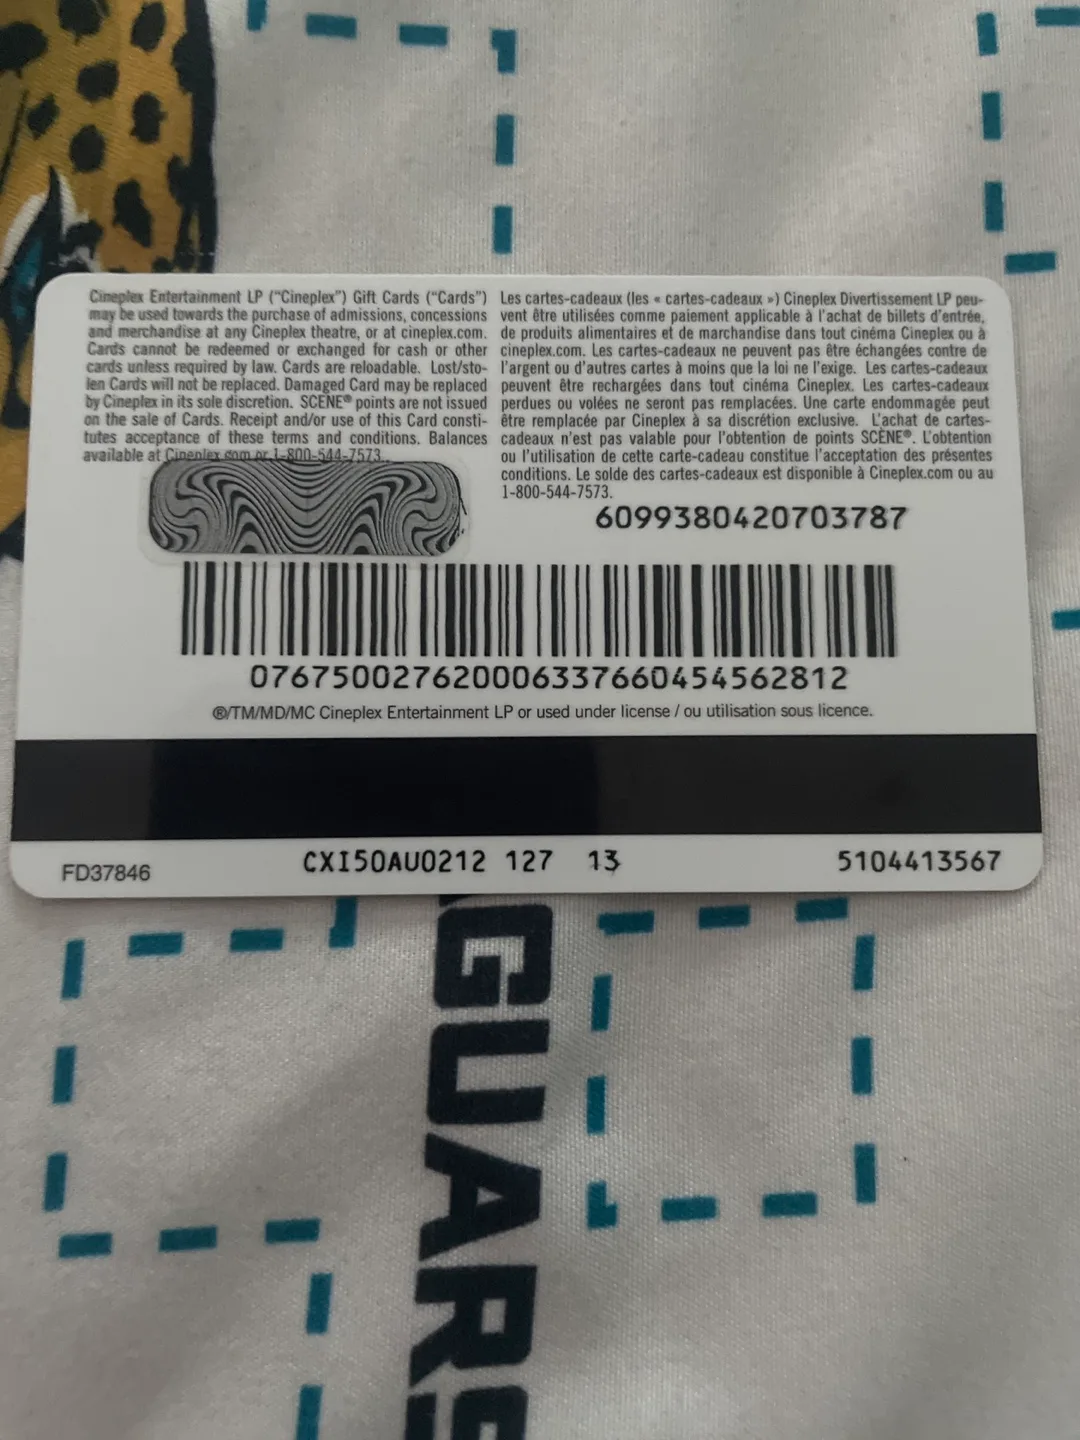 Cineplex Entertainment LP (“Cineplex”) Gift Cards (“Cards”)
may be used towards the purchase of admissions, concessions
and merchandise at any Cineplex theatre, or at cineplex.com.
Cards cannot be redeemed or exchanged for cash or other
cards unless required by law. Cards are reloadable. Lost/sto-
len Cards will not be replaced. Damaged Card may be replaced
by Cineplex in its sole discretion. SCENE® points are not issued
on the sale of Cards. Receipt and/or use of this Card consti-
tutes acceptance of these terms and conditions. Balances
available at Cineplex.com or 1-800-544-7573.
Les cartes-cadeaux (les « cartes-cadeaux ») Cineplex Divertissement LP peu-
vent être utilisées comme paiement applicable à l'achat de billets d'entrée,
de produits alimentaires et de marchandise dans tout cinéma Cineplex ou à
cineplex.com. Les cartes-cadeaux ne peuvent pas être échangées contre de
l'argent ou d'autres cartes à moins que la loi ne l'exige. Les cartes-cadeaux
peuvent être rechargées dans tout cinéma Cineplex. Les cartes-cadeaux
perdues ou volées ne seront pas remplacées. Une carte endommagée peut
être remplacée par Cineplex à sa discrétion exclusive. L'achat de cartes-
cadeaux n'est pas valable pour l'obtention de points SCÈNE®. L'obtention
ou l'utilisation de cette carte-cadeau constitue l'acceptation des présentes
conditions. Le solde des cartes-cadeaux est disponible à Cineplex.com ou au
1-800-544-7573.
6099380420703787
076750027620006337660454562812
®/TM/MD/MC Cineplex Entertainment LP or used under license / ou utilisation sous licence.
FD37846
CXI50AU0212 127 13
5104413567
GUARS